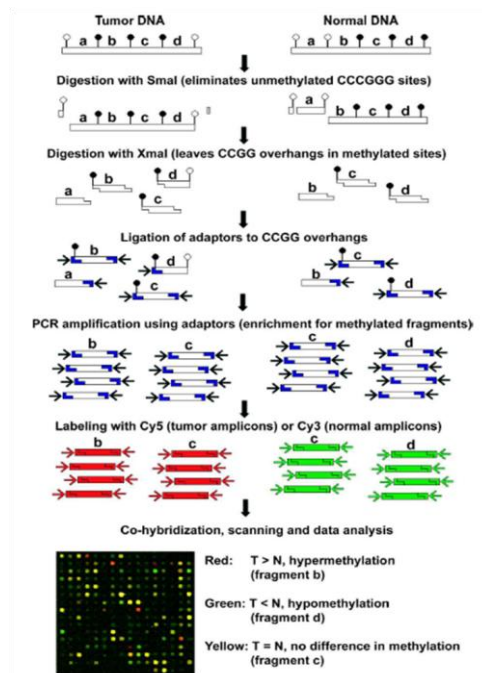 Tumor DNA Normal DNA
a b c d a b c d
Digestion with SmaI (eliminates unmethylated CCCGGG sites)
a b c d a b c d
Digestion with XmaI (leaves CCGG overhangs in methylated sites)
a b d c b c d
Ligation of adaptors to CCGG overhangs
b a d c c b d
PCR amplification using adaptors (enrichment for methylated fragments)
b c c d
Labeling with Cy5 (tumor amplicons) or Cy3 (normal amplicons)
b c c d
Co-hybridization, scanning and data analysis
Red: T > N, hypermethylation
(fragment b)
Green: T < N, hypomethylation
(fragment d)
Yellow: T = N, no difference in methylation
(fragment c)